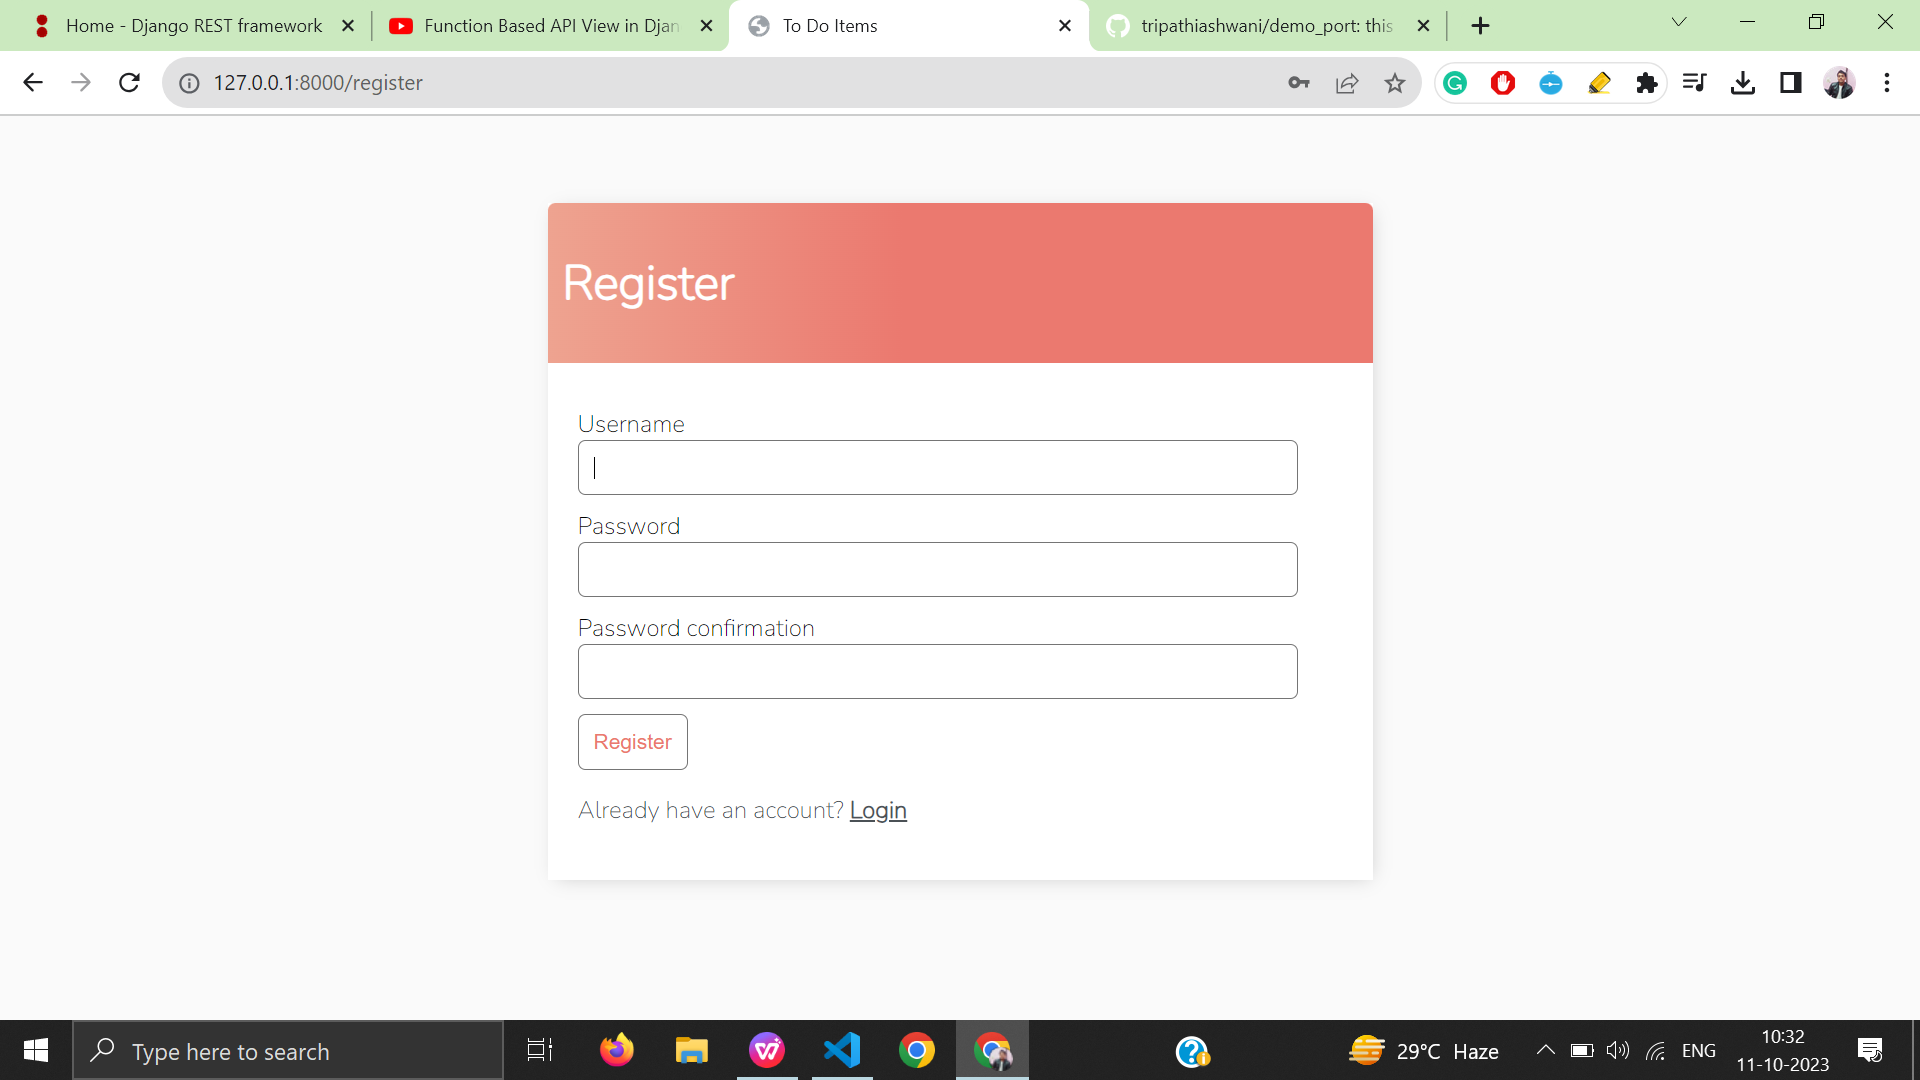 Home - Django REST framework
Function Based API View in Djan
To Do Items
tripathiashwani/demo_port: this
127.0.0.1:8000/register
Register
Username
Password
Password confirmation
Register
Already have an account? Login
Type here to search
29°C Haze
ENG
10:32
11-10-2023